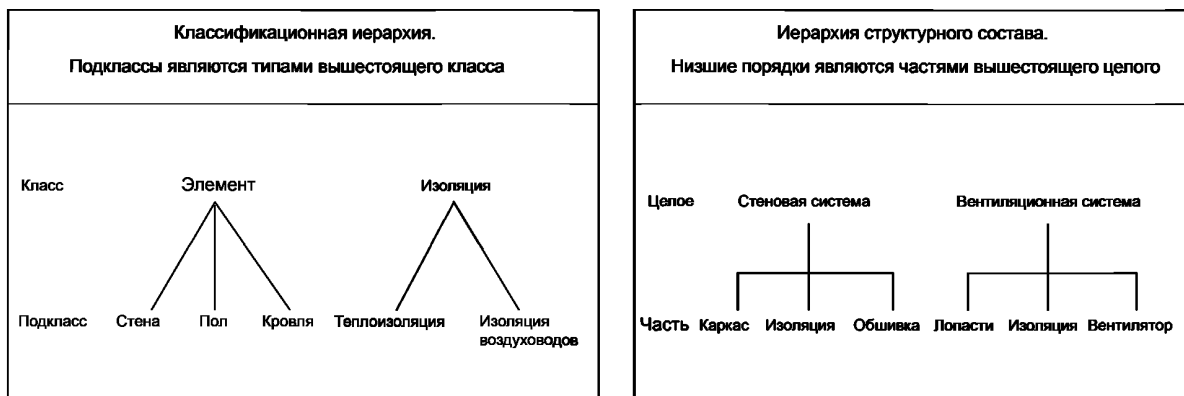 Классификационная иерархия.
Подклассы являются типами вышестоящего класса
Класс Элемент Изоляция
Подкласс Стена Пол Кровля Теплоизоляция Изоляция
воздуховодов
Иерархия структурного состава.
Низшие порядки являются частями вышестоящего целого
Целое Стеновая система Вентиляционная система
Часть Каркас Изоляция Обшивка Лопасти Изоляция Вентилятор